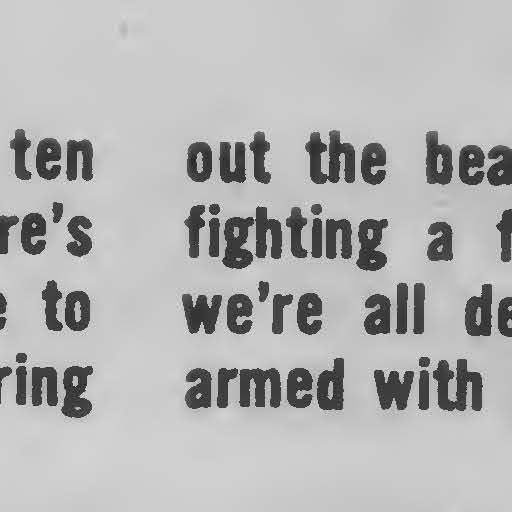 ten
re's
to
ring
out the bea
fighting a f
we're all de
armed with